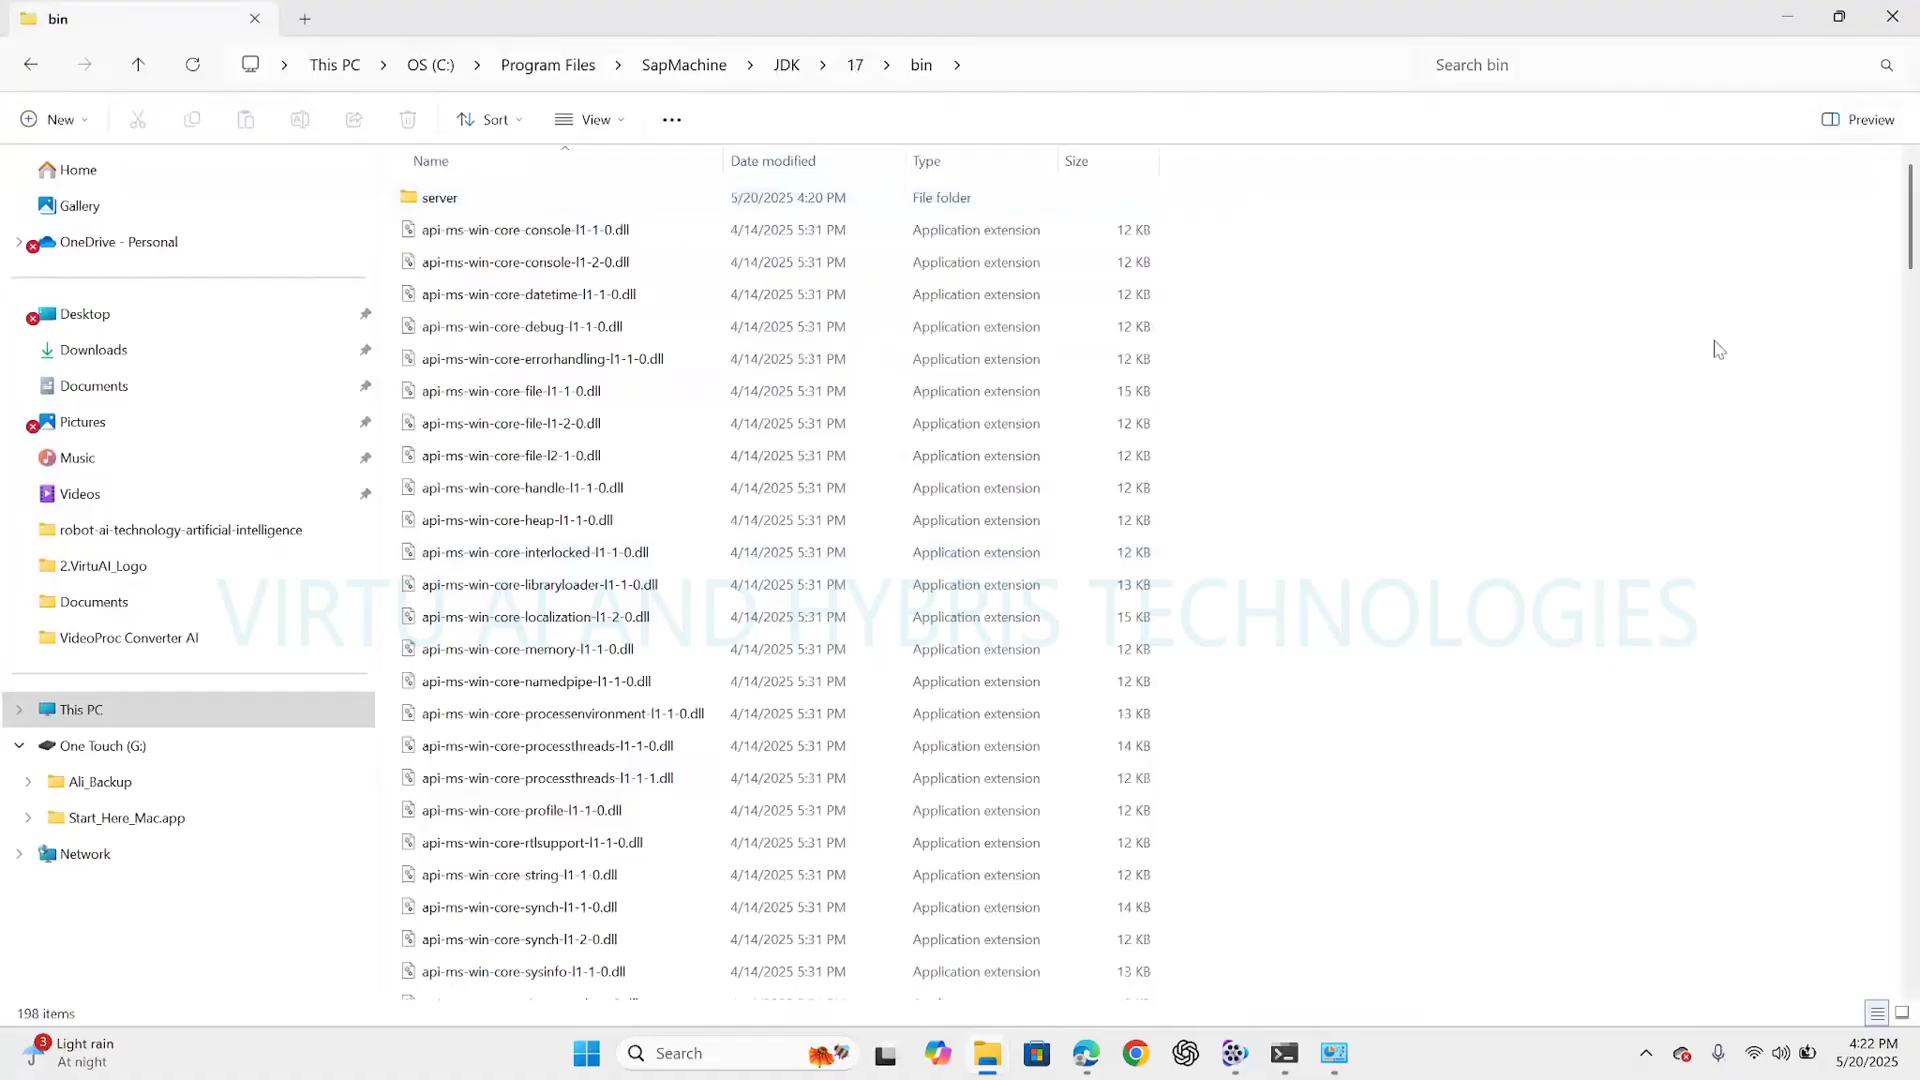 bin
This PC
OS (C:)
Program Files
SapMachine
JDK
17
bin
Search bin
New
Sort
View
Preview
Name Date modified Type Size
server 5/20/2025 4:20 PM File folder
api-ms-win-core-console-l1-1-0.dll 4/14/2025 5:31 PM Application extension 12 KB
api-ms-win-core-console-l1-2-0.dll 4/14/2025 5:31 PM Application extension 12 KB
api-ms-win-core-datetime-l1-1-0.dll 4/14/2025 5:31 PM Application extension 12 KB
api-ms-win-core-debug-l1-1-0.dll 4/14/2025 5:31 PM Application extension 12 KB
api-ms-win-core-errorhandling-l1-1-0.dll 4/14/2025 5:31 PM Application extension 12 KB
api-ms-win-core-file-l1-1-0.dll 4/14/2025 5:31 PM Application extension 15 KB
api-ms-win-core-file-l1-2-0.dll 4/14/2025 5:31 PM Application extension 12 KB
api-ms-win-core-file-l2-1-0.dll 4/14/2025 5:31 PM Application extension 12 KB
api-ms-win-core-handle-l1-1-0.dll 4/14/2025 5:31 PM Application extension 12 KB
api-ms-win-core-heap-l1-1-0.dll 4/14/2025 5:31 PM Application extension 12 KB
api-ms-win-core-interlocked-l1-1-0.dll 4/14/2025 5:31 PM Application extension 12 KB
api-ms-win-core-libraryloader-l1-1-0.dll 4/14/2025 5:31 PM Application extension 13 KB
api-ms-win-core-localization-l1-2-0.dll 4/14/2025 5:31 PM Application extension 15 KB
api-ms-win-core-memory-l1-1-0.dll 4/14/2025 5:31 PM Application extension 12 KB
api-ms-win-core-namedpipe-l1-1-0.dll 4/14/2025 5:31 PM Application extension 12 KB
api-ms-win-core-processenvironment-l1-1-0.dll 4/14/2025 5:31 PM Application extension 13 KB
api-ms-win-core-processthreads-l1-1-0.dll 4/14/2025 5:31 PM Application extension 14 KB
api-ms-win-core-processthreads-l1-1-1.dll 4/14/2025 5:31 PM Application extension 12 KB
api-ms-win-core-profile-l1-1-0.dll 4/14/2025 5:31 PM Application extension 12 KB
api-ms-win-core-rtlsupport-l1-1-0.dll 4/14/2025 5:31 PM Application extension 12 KB
api-ms-win-core-string-l1-1-0.dll 4/14/2025 5:31 PM Application extension 12 KB
api-ms-win-core-synch-l1-1-0.dll 4/14/2025 5:31 PM Application extension 14 KB
api-ms-win-core-synch-l1-2-0.dll 4/14/2025 5:31 PM Application extension 12 KB
api-ms-win-core-sysinfo-l1-1-0.dll 4/14/2025 5:31 PM Application extension 13 KB
Home
Gallery
OneDrive - Personal
Desktop
Downloads
Documents
Pictures
Music
Videos
robot-ai-technology-artificial-intelligence
2.VirtuAI_Logo
Documents
VideoProc Converter AI
This PC
One Touch (G:)
Ali_Backup
Start_Here_Mac.app
Network
VIRTU AI AND HYBRIS TECHNOLOGIES
198 items
3
Light rain
At night
Search
4:22 PM
5/20/2025